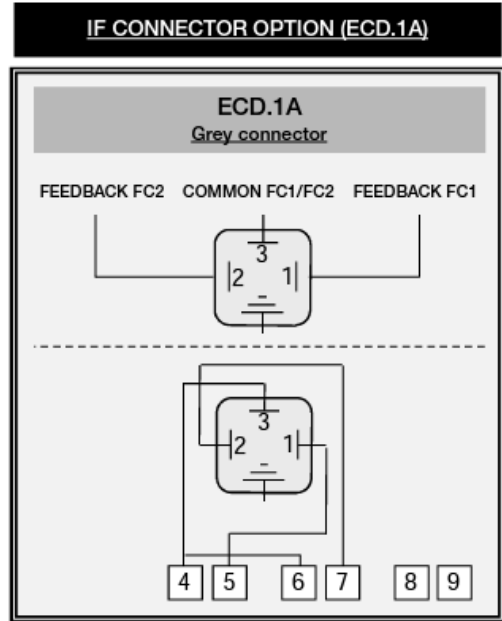 IF CONNECTOR OPTION (ECD.1A)
ECD.1A
Grey connector
FEEDBACK FC2 COMMON FC1/FC2 FEEDBACK FC1
3
2 1
3
2 1
4 5 6 7 8 9